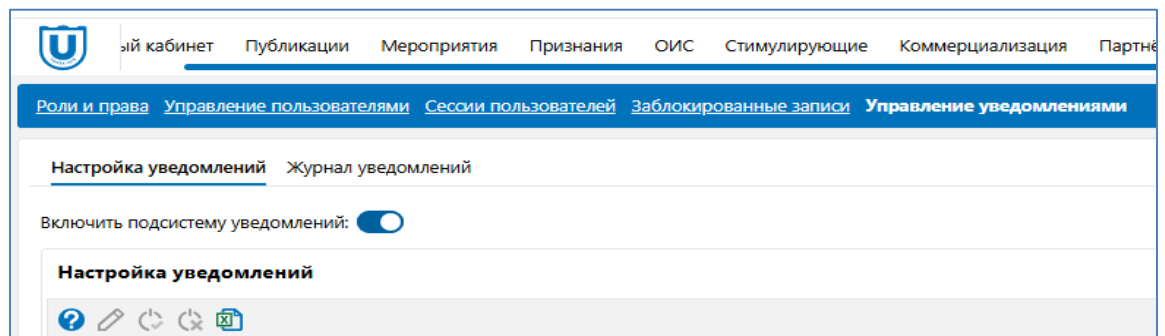 ый кабинет Публикации Мероприятия Признания ОИС Стимулирующие Коммерциализация Партнё
Роли и права Управление пользователями Сессии пользователей Заблокированные записи Управление уведомлениями
Настройка уведомлений Журнал уведомлений
Включить подсистему уведомлений:
Настройка уведомлений